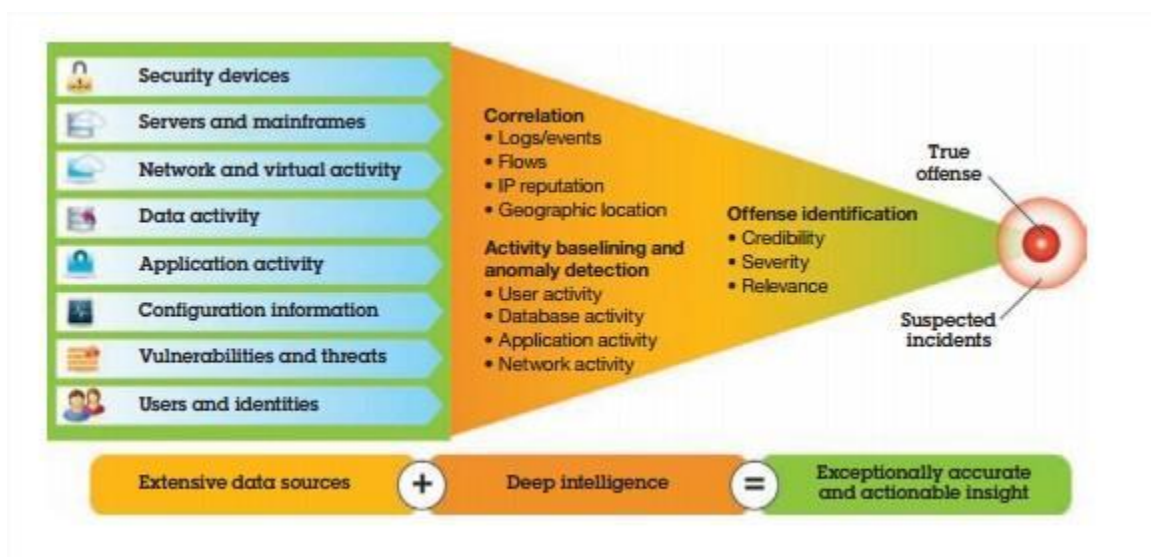 Security devices
Servers and mainframes
Network and virtual activity
Data activity
Application activity
Configuration information
Vulnerabilities and threats
Users and identities
Correlation
• Logs/events
• Flows
• IP reputation
• Geographic location
Activity baselining and
anomaly detection
• User activity
• Database activity
• Application activity
• Network activity
Offense identification
• Credibility
• Severity
• Relevance
True
offense
Suspected
incidents
Extensive data sources
+
Deep intelligence
=
Exceptionally accurate
and actionable insight